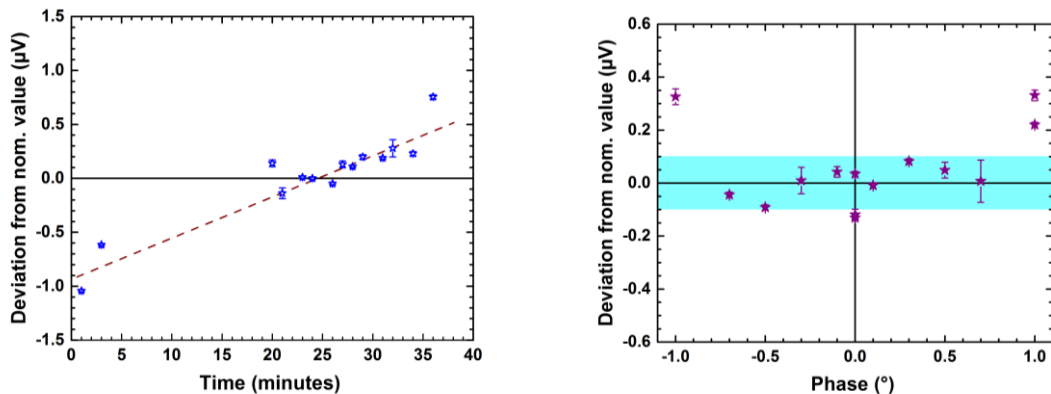 Deviation from nom. value (µV)
1.5
1.0
0.5
0.0
-0.5
-1.0
-1.5
0 5 10 15 20 25 30 35 40
Time (minutes)
Deviation from nom. value (µV)
0.6
0.4
0.2
0.0
-0.2
-0.4
-0.6
-1.0 -0.5 0.0 0.5 1.0
Phase (°)